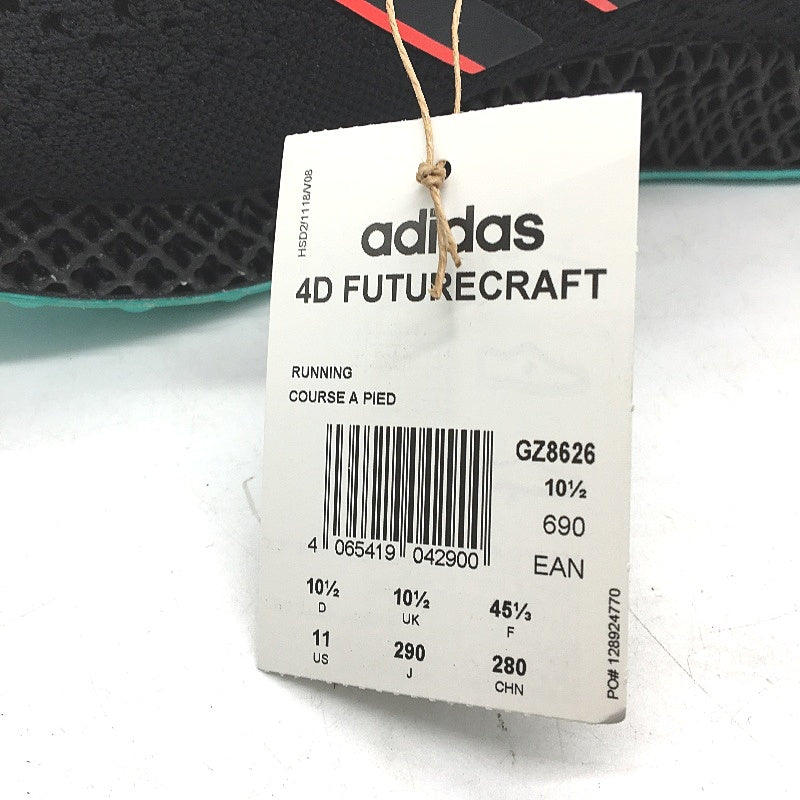 HSD2/1118/V08
adidas
4D FUTURECRAFT
RUNNING
COURSE A PIED
GZ8626
10½
690
EAN
4 065419 042900
10½ 10½ 45⅓
D UK F
11 290 280
US J CHN
PO# 128924770